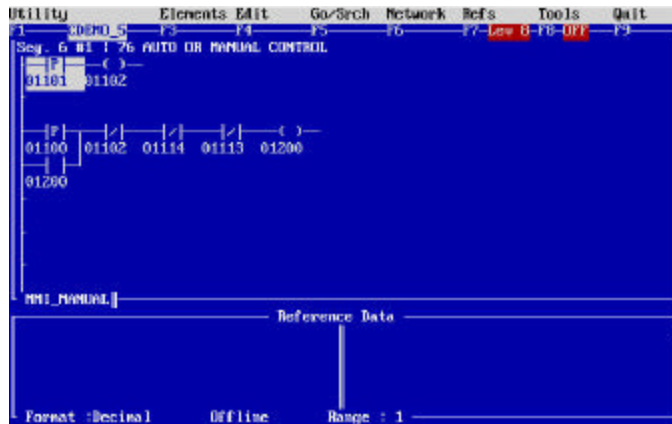 Utility Elements Edit Go/Srch Network Refs Tools Quit
F1 CDEMO_S F3 F4 F5 F6 F7-Lev 8-F8-OFF F9
Seg. 6 #1 | 76 AUTO OR MANUAL CONTROL
P ( )
01101 01102
P / / / ( )
01100 01102 01114 01113 01200
01200
MMI_MANUAL
Reference Data
Format :Decimal Offline Range : 1